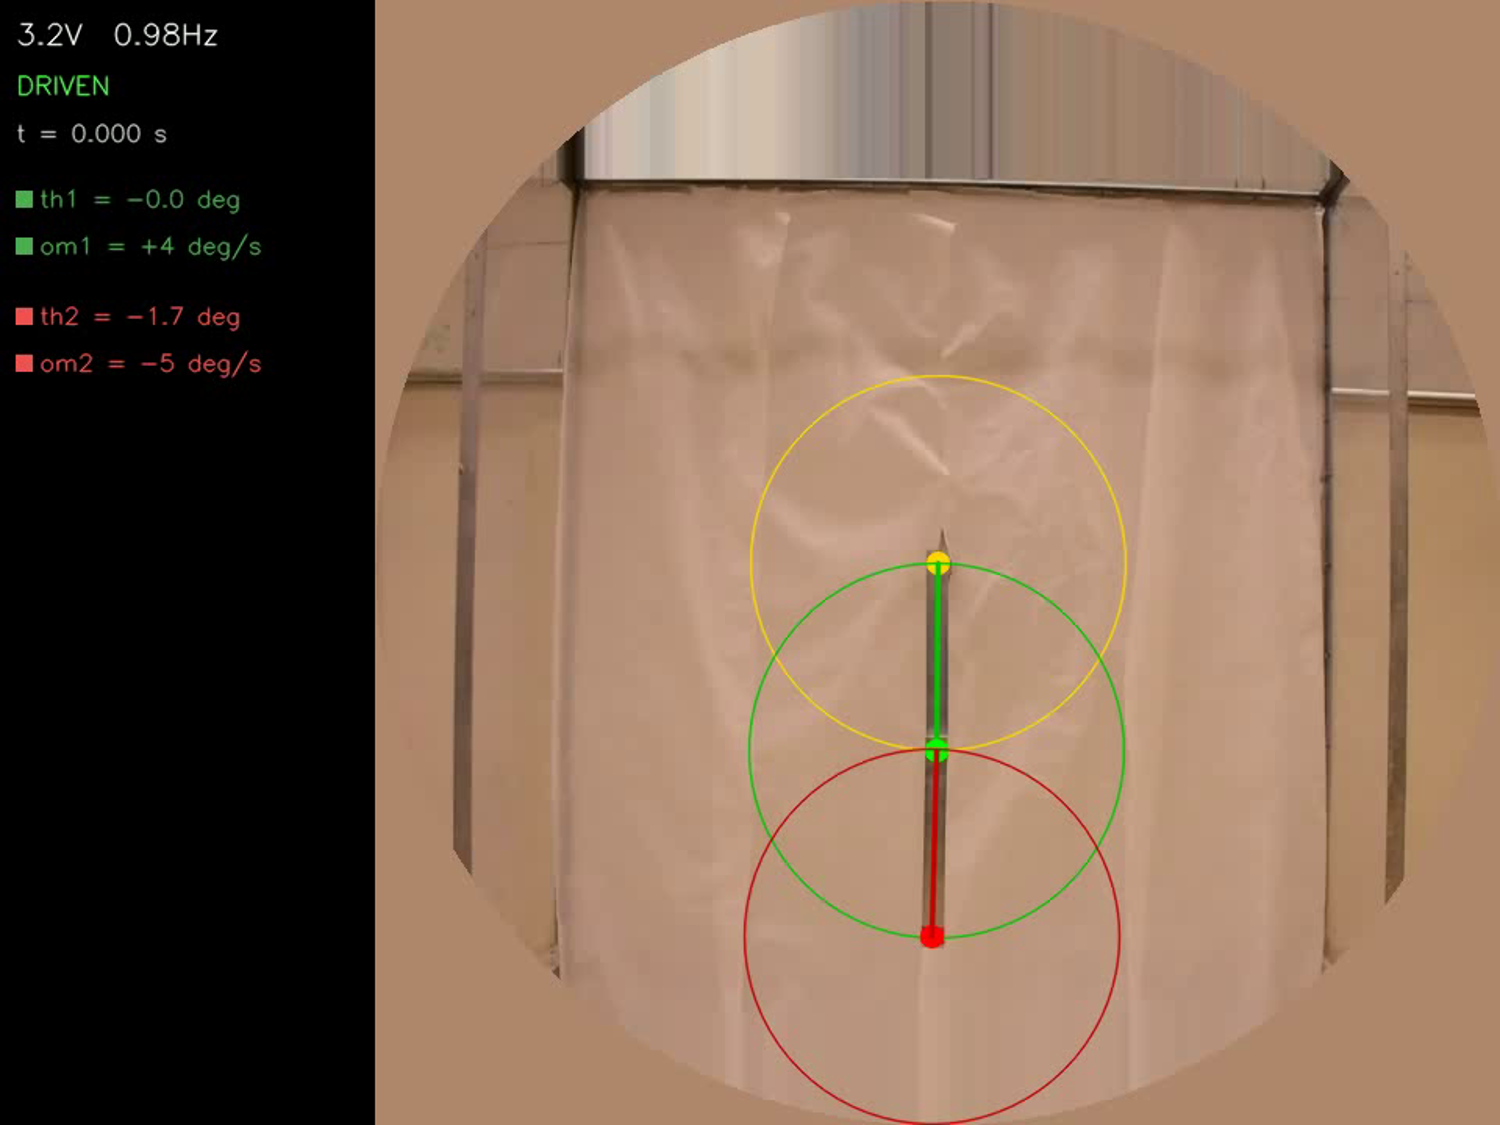 3.2V 0.98Hz
DRIVEN
t = 0.000 s
th1 = -0.0 deg
om1 = +4 deg/s
th2 = -1.7 deg
om2 = -5 deg/s